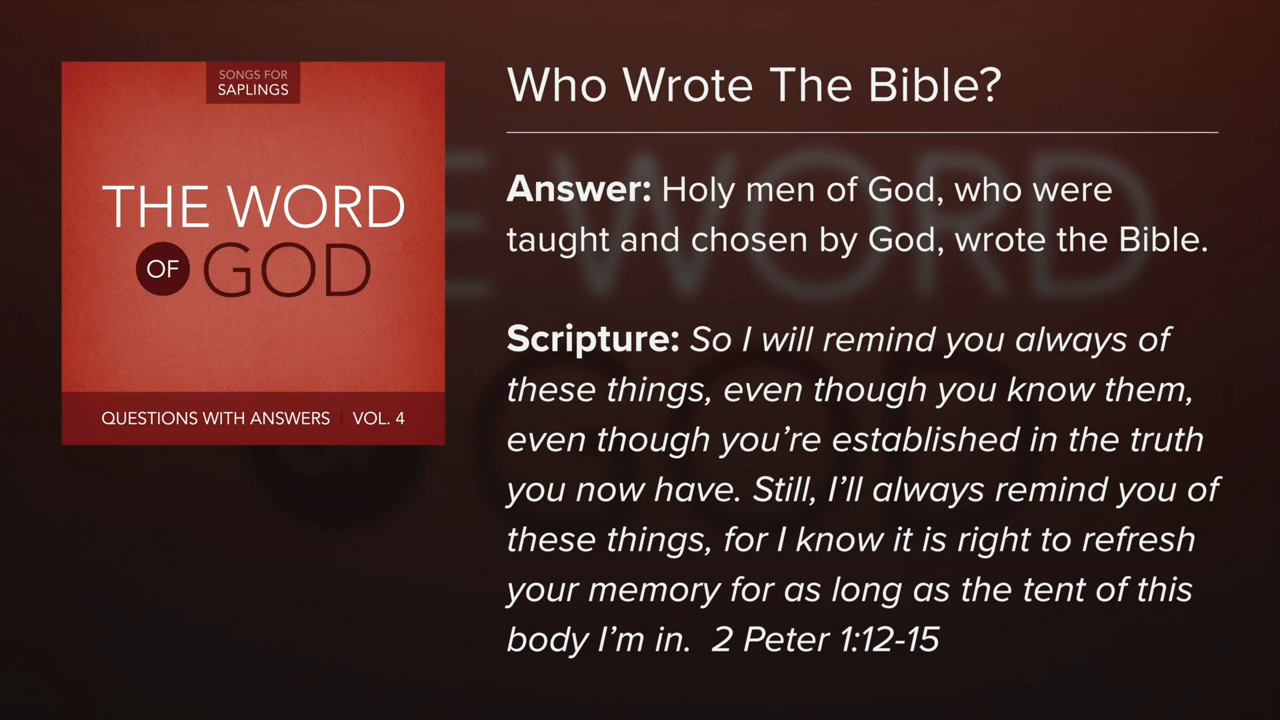 SONGS FOR
SAPLINGS
THE WORD
OF GOD
QUESTIONS WITH ANSWERS | VOL. 4
Who Wrote The Bible?
Answer: Holy men of God, who were
taught and chosen by God, wrote the Bible.
Scripture: So I will remind you always of
these things, even though you know them,
even though you’re established in the truth
you now have. Still, I’ll always remind you of
these things, for I know it is right to refresh
your memory for as long as the tent of this
body I’m in. 2 Peter 1:12-15